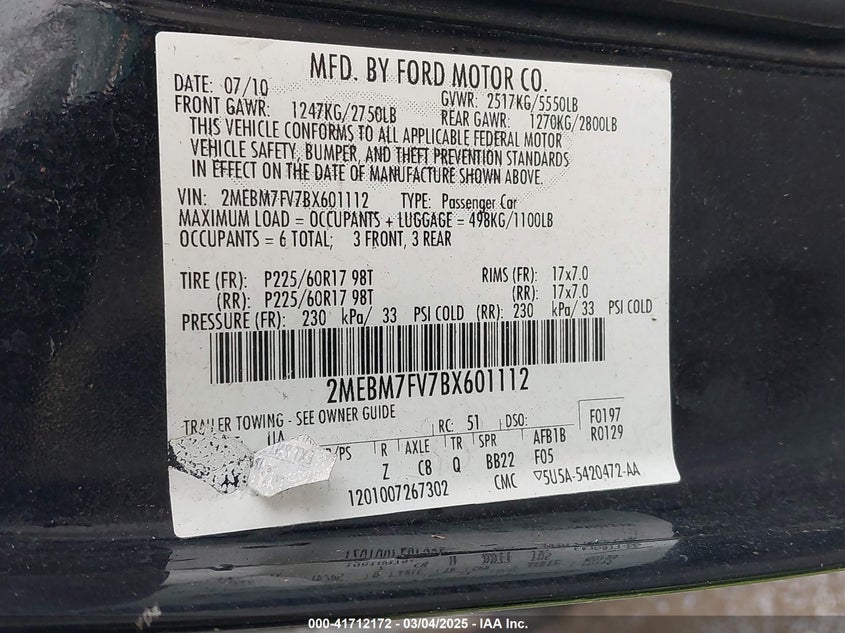 MFD. BY FORD MOTOR CO.
DATE: 07/10 GVWR: 2517KG/5550LB
FRONT GAWR: 1247KG/2750LB REAR GAWR: 1270KG/2800LB
THIS VEHICLE CONFORMS TO ALL APPLICABLE FEDERAL MOTOR
VEHICLE SAFETY, BUMPER, AND THEFT PREVENTION STANDARDS
IN EFFECT ON THE DATE OF MANUFACTURE SHOWN ABOVE.
VIN: 2MEBM7FV7BX601112 TYPE: Passenger Car
MAXIMUM LOAD = OCCUPANTS + LUGGAGE = 498KG/1100LB
OCCUPANTS = 6 TOTAL; 3 FRONT, 3 REAR
TIRE (FR): P225/60R17 98T RIMS (FR): 17x7.0
(RR): P225/60R17 98T (RR): 17x7.0
PRESSURE (FR): 230 kPa/ 33 PSI COLD (RR): 230 kPa/ 33 PSI COLD
2MEBM7FV7BX601112
TRAILER TOWING - SEE OWNER GUIDE
RC: 51 DSO: F0197
UA R0129
/PS R AXLE TR SPR AFB1B
Z C8 Q BB22 F05
1201007267302 CMC ▽5U5A-5420472-AA
000-41712172 - 03/04/2025 - IAA Inc.